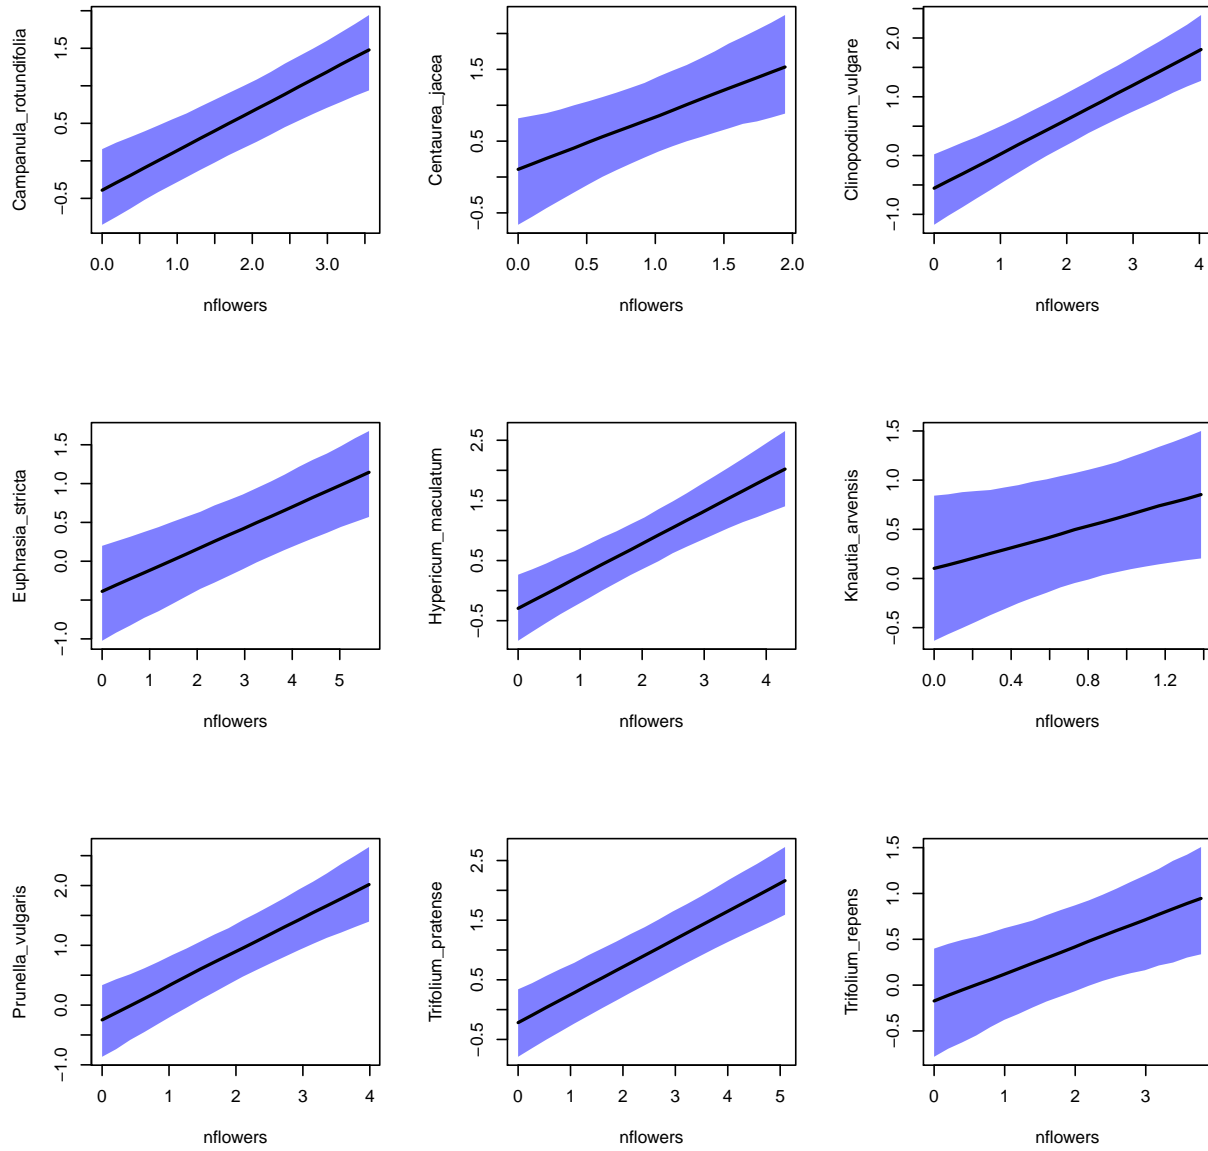 Campanula_rotundifolia
−0.5 0.5 1.5
0.0 1.0 2.0 3.0
nflowers
Centaurea_jacea
−0.5 0.5 1.5
0.0 0.5 1.0 1.5 2.0
nflowers
Clinopodium_vulgare
−1.0 0.0 1.0 2.0
0 1 2 3 4
nflowers
Euphrasia_stricta
−1.0 0.0 0.5 1.0 1.5
0 1 2 3 4 5
nflowers
Hypericum_maculatum
−0.5 0.5 1.5 2.5
0 1 2 3 4
nflowers
Knautia_arvensis
−0.5 0.0 0.5 1.0 1.5
0.0 0.4 0.8 1.2
nflowers
Prunella_vulgaris
−1.0 0.0 1.0 2.0
0 1 2 3 4
nflowers
Trifolium_pratense
−0.5 0.5 1.5 2.5
0 1 2 3 4 5
nflowers
Trifolium_repens
−0.5 0.0 0.5 1.0 1.5
0 1 2 3
nflowers